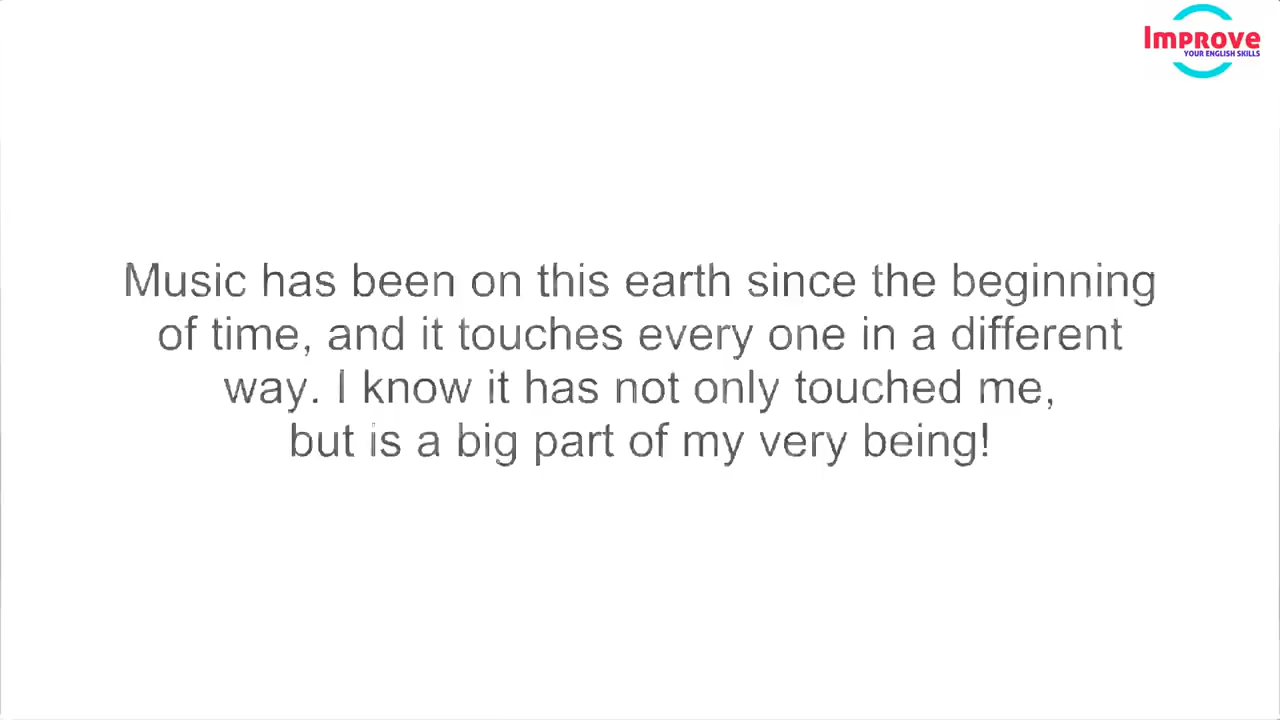 Improve
YOUR ENGLISH SKILLS
Music has been on this earth since the beginning
of time, and it touches every one in a different
way. I know it has not only touched me,
but is a big part of my very being!